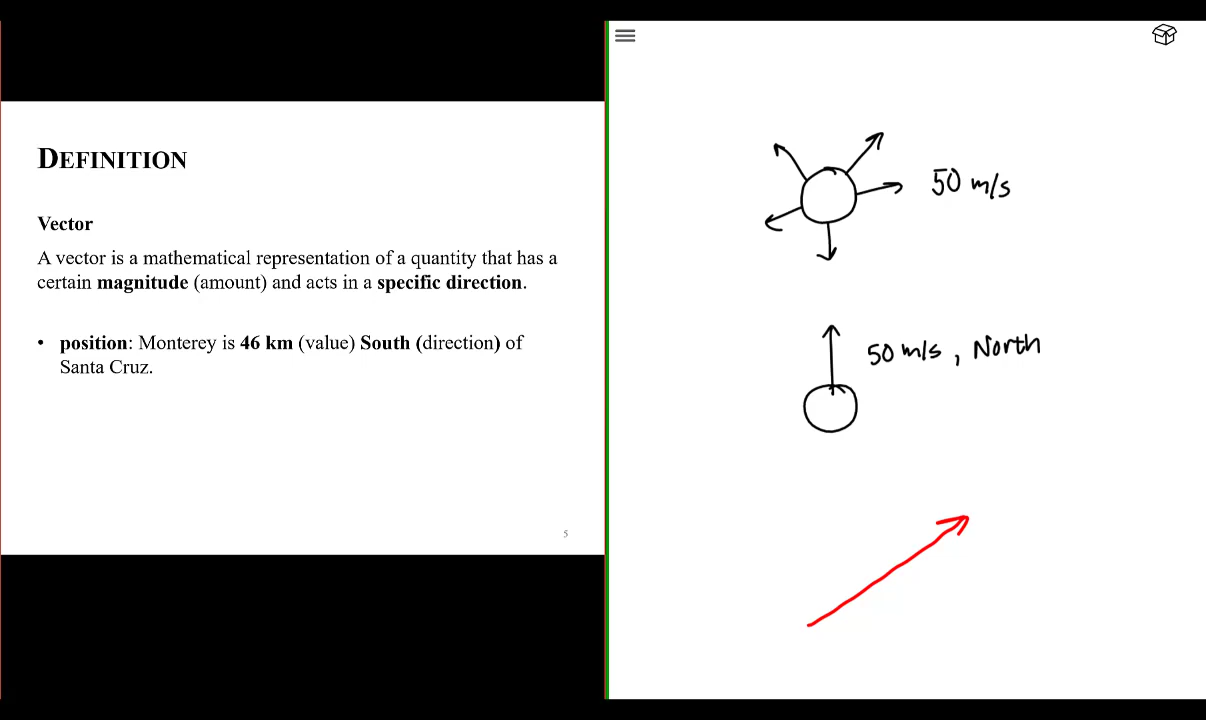 DEFINITION
Vector
A vector is a mathematical representation of a quantity that has a
certain magnitude (amount) and acts in a specific direction.
• position: Monterey is 46 km (value) South (direction) of
Santa Cruz.
5
50 m/s
50 m/s, North